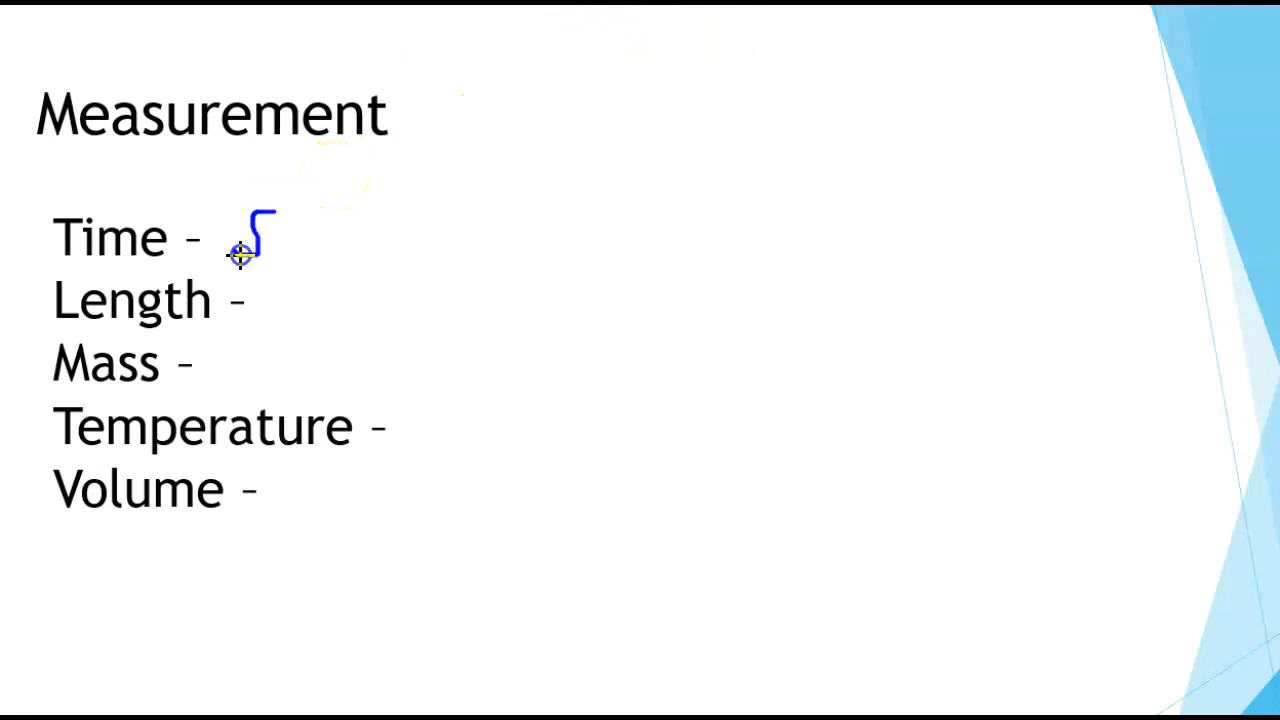 Measurement
Time – S
Length –
Mass –
Temperature –
Volume –